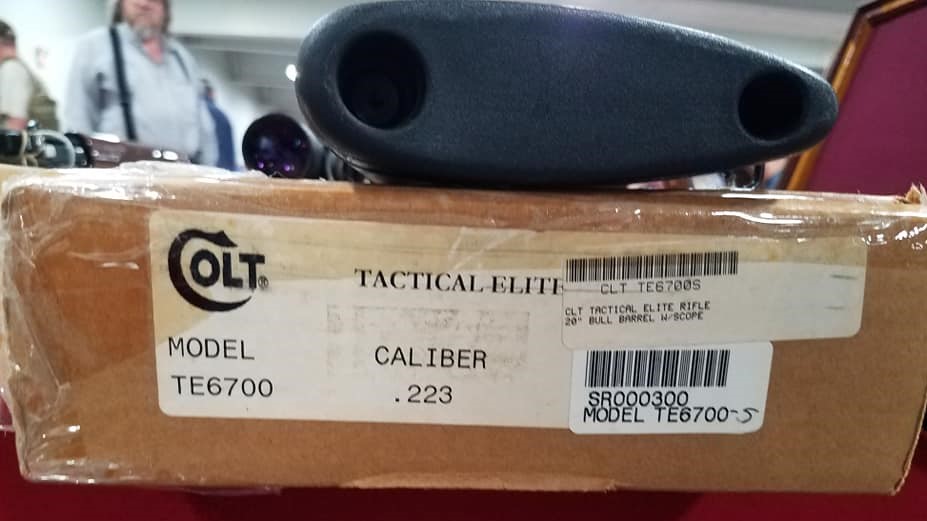 COLT®
TACTICAL ELITE
MODEL
TE6700
CALIBER
.223
CLT TE6700S
CLT TACTICAL ELITE RIFLE
20" BULL BARREL W/SCOPE
SR000300
MODEL TE6700-S